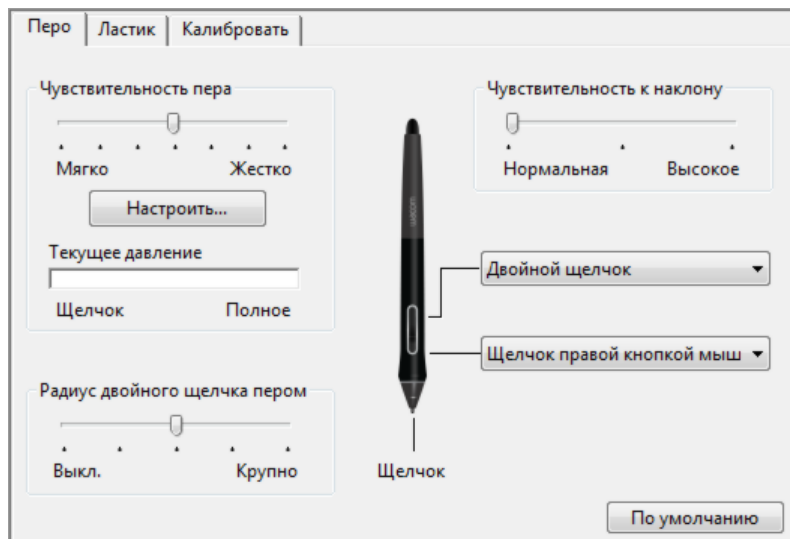 Перо Ластик Калибровать
Чувствительность пера
Мягко Жестко
Настроить...
Текущее давление
Щелчок Полное
Радиус двойного щелчка пером
Выкл. Крупно
wacom
Щелчок
Чувствительность к наклону
Нормальная Высокое
Двойной щелчок
Щелчок правой кнопкой мыш
По умолчанию